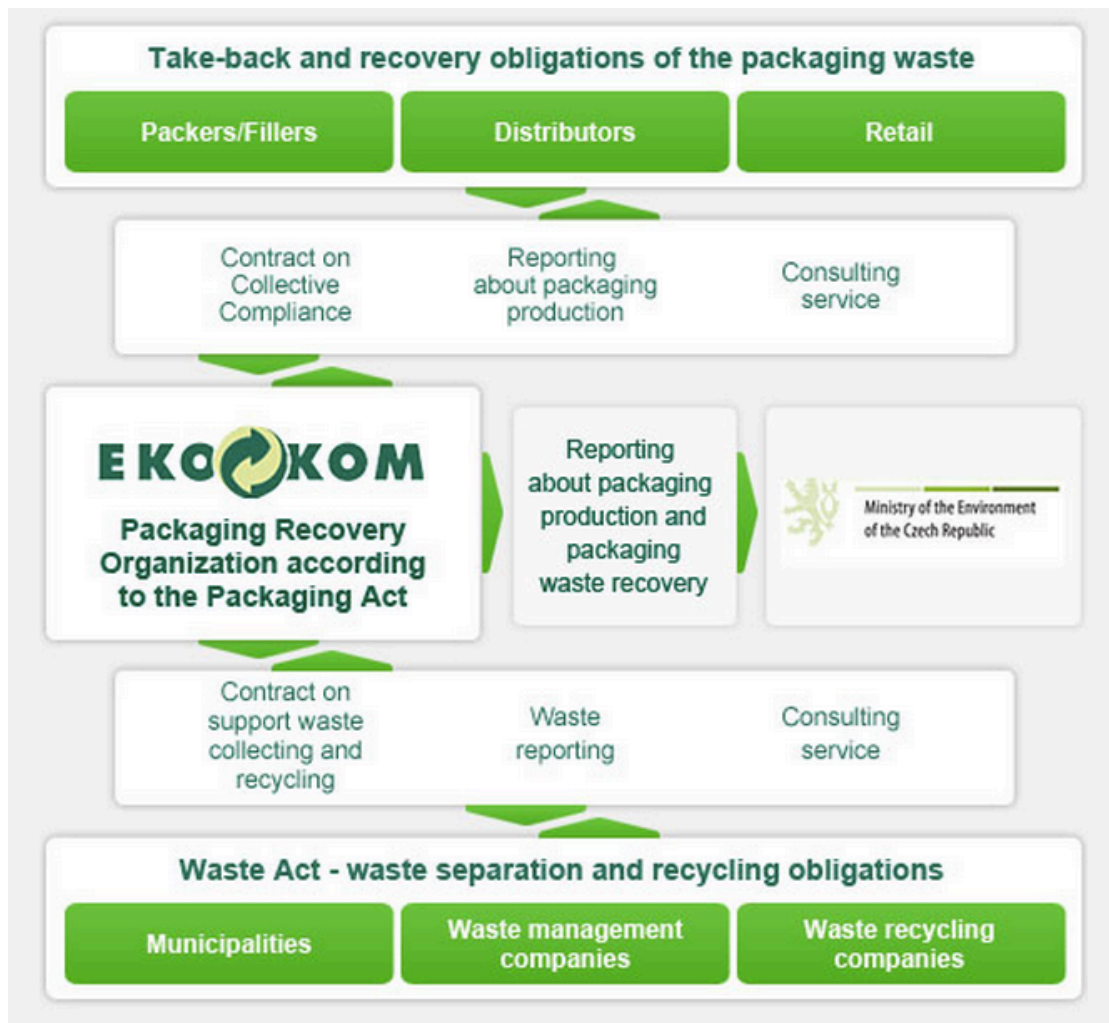 Take-back and recovery obligations of the packaging waste
Packers/Fillers
Distributors
Retail
Contract on
Collective
Compliance
Reporting
about packaging
production
Consulting
service
EKO KOM
Packaging Recovery
Organization according
to the Packaging Act
Reporting
about packaging
production and
packaging
waste recovery
Ministry of the Environment
of the Czech Republic
Contract on
support waste
collecting and
recycling
Waste
reporting
Consulting
service
Waste Act - waste separation and recycling obligations
Municipalities
Waste management
companies
Waste recycling
companies